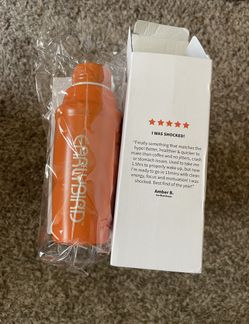 EARLYBIRD
I WAS SHOCKED!
"Finally something that matches the
hype! Better, healthier & quicker to
make than coffee and no jitters, crash
or stomach issues. Used to take me
1.5hrs to properly wake up, but now
I'm ready to go in 15mins with clean
energy, focus and motivation! I was
shocked. Best find of the year!"
Amber B.